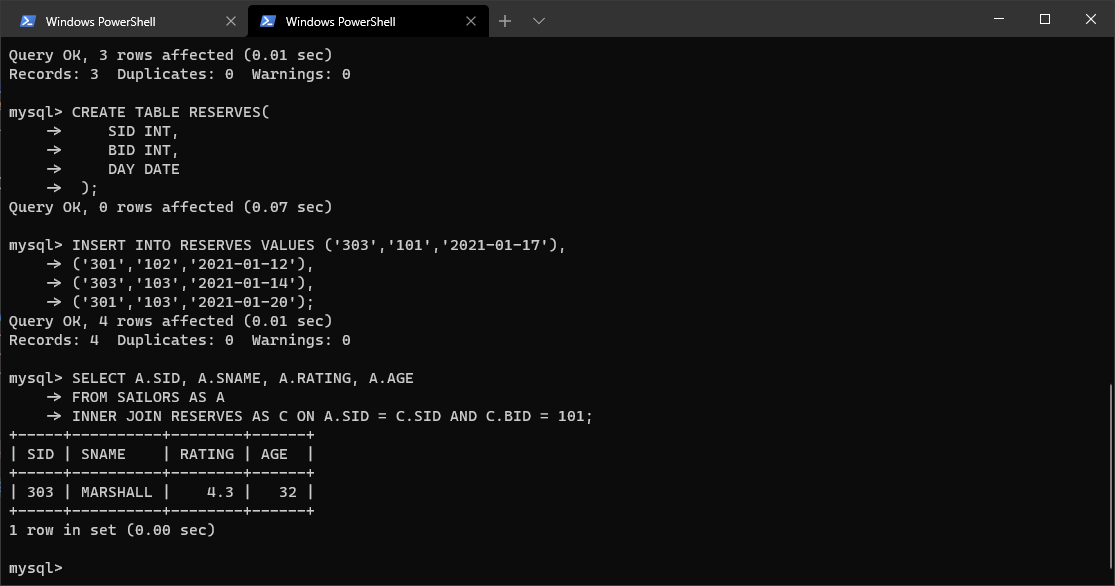 Windows PowerShell
Windows PowerShell
Query OK, 3 rows affected (0.01 sec)
Records: 3  Duplicates: 0  Warnings: 0
mysql> CREATE TABLE RESERVES(
    ->     SID INT,
    ->     BID INT,
    ->     DAY DATE
    ->  );
Query OK, 0 rows affected (0.07 sec)
mysql> INSERT INTO RESERVES VALUES ('303','101','2021-01-17'),
    -> ('301','102','2021-01-12'),
    -> ('303','103','2021-01-14'),
    -> ('301','103','2021-01-20');
Query OK, 4 rows affected (0.01 sec)
Records: 4  Duplicates: 0  Warnings: 0
mysql> SELECT A.SID, A.SNAME, A.RATING, A.AGE
    -> FROM SAILORS AS A
    -> INNER JOIN RESERVES AS C ON A.SID = C.SID AND C.BID = 101;
+-----+----------+--------+------+
| SID | SNAME    | RATING | AGE  |
+-----+----------+--------+------+
| 303 | MARSHALL |    4.3 |   32 |
+-----+----------+--------+------+
1 row in set (0.00 sec)
mysql>